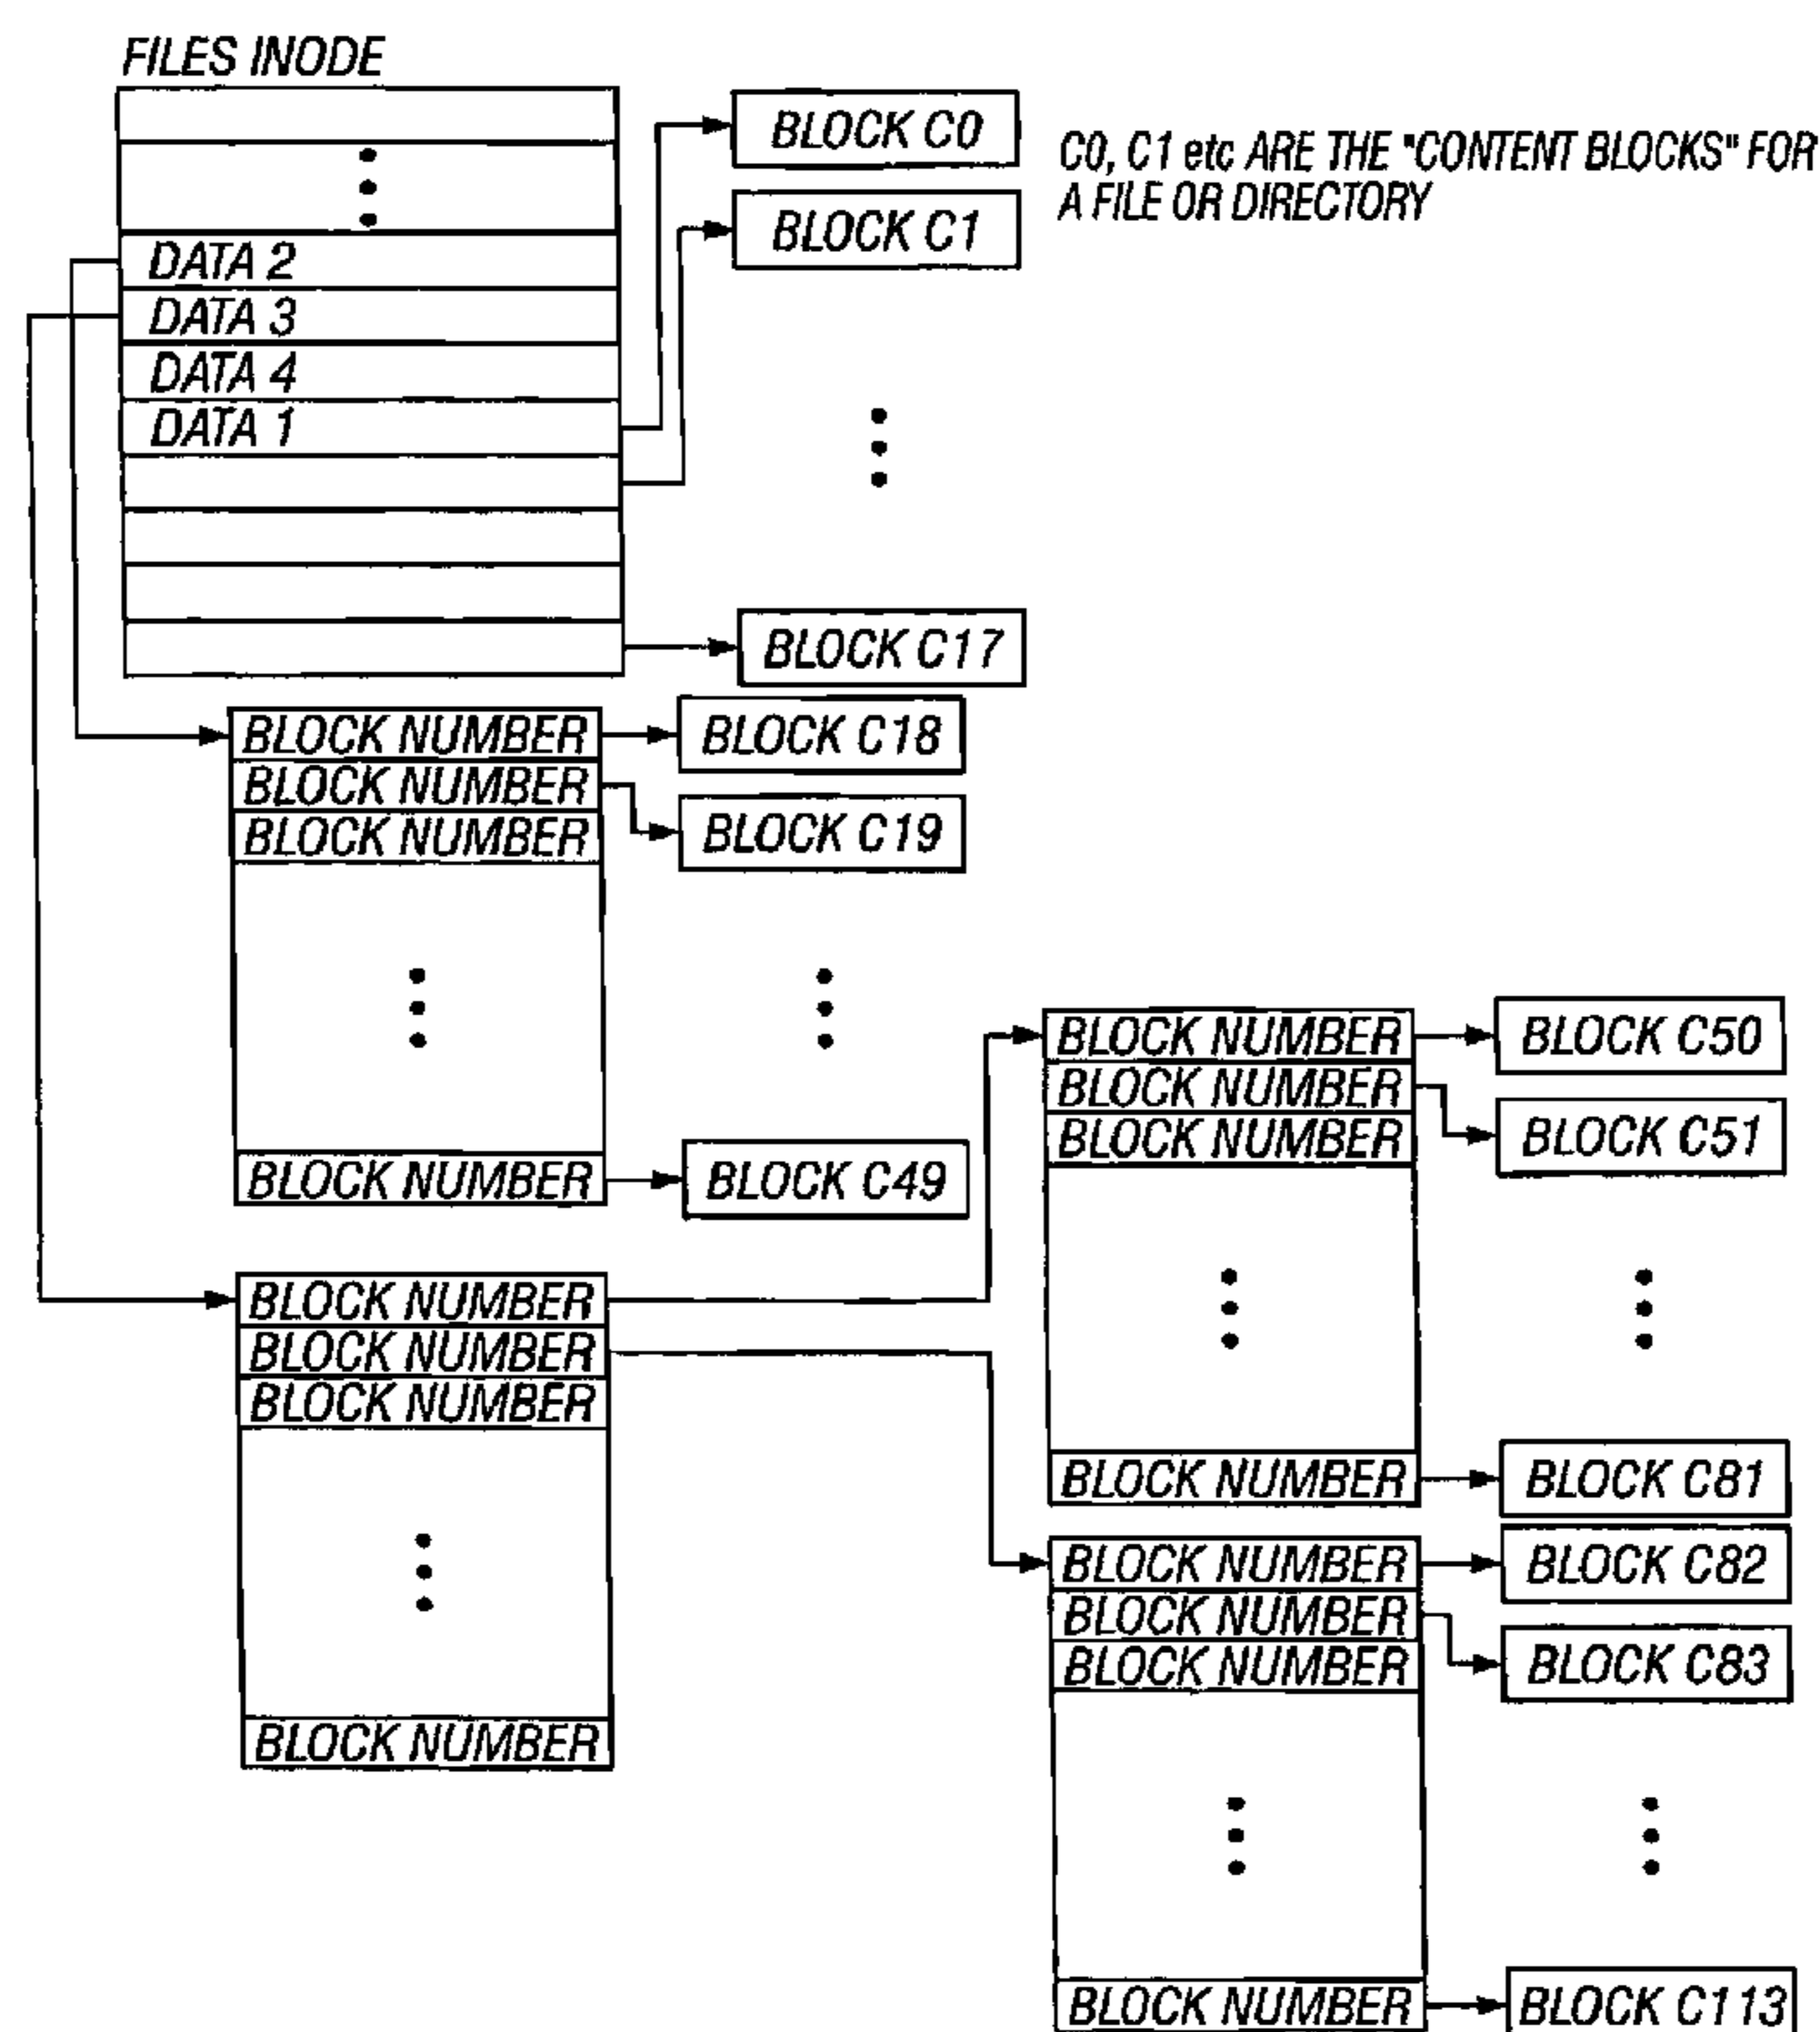 FILES INODE
BLOCK C0
C0, C1 etc ARE THE "CONTENT BLOCKS" FOR
A FILE OR DIRECTORY
BLOCK C1
DATA 2
DATA 3
DATA 4
DATA 1
BLOCK C17
BLOCK NUMBER
BLOCK C18
BLOCK NUMBER
BLOCK NUMBER
BLOCK C19
BLOCK NUMBER
BLOCK C49
BLOCK NUMBER
BLOCK NUMBER
BLOCK NUMBER
BLOCK NUMBER
BLOCK NUMBER
BLOCK C50
BLOCK NUMBER
BLOCK NUMBER
BLOCK C51
BLOCK NUMBER
BLOCK C81
BLOCK NUMBER
BLOCK C82
BLOCK NUMBER
BLOCK NUMBER
BLOCK C83
BLOCK NUMBER
BLOCK C113